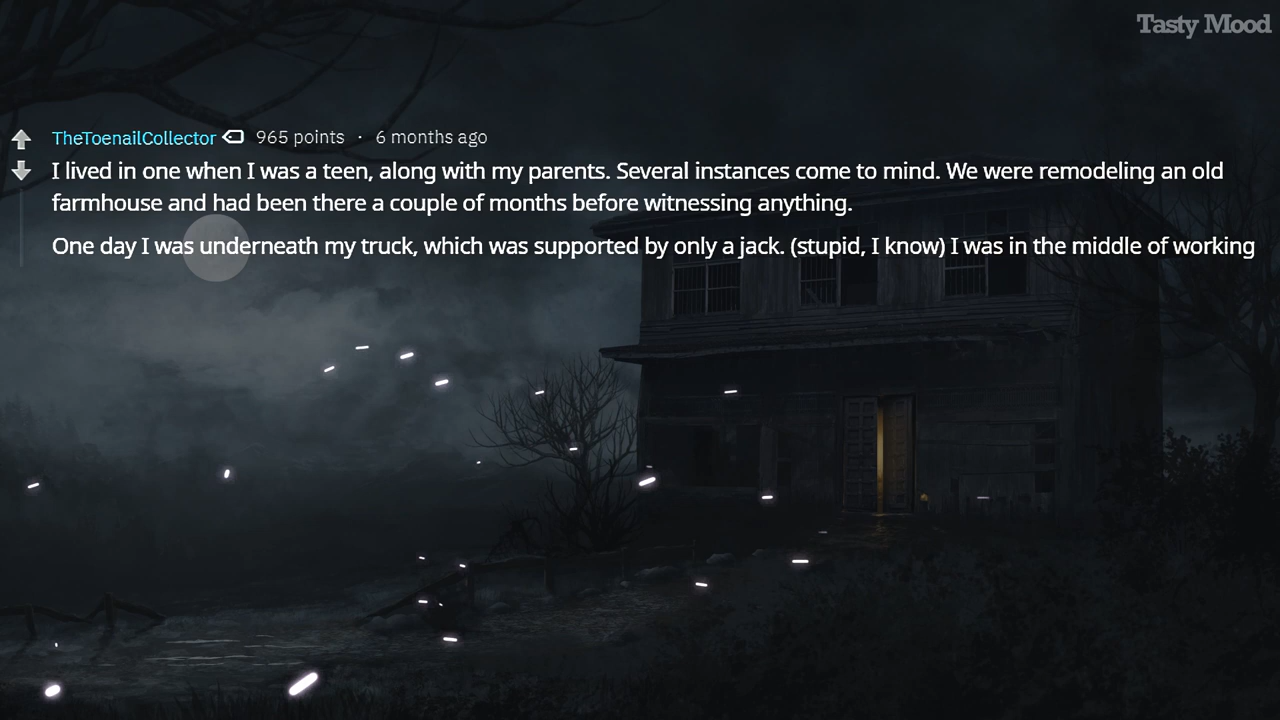 Tasty Mood
TheToenailCollector 965 points · 6 months ago
I lived in one when I was a teen, along with my parents. Several instances come to mind. We were remodeling an old
farmhouse and had been there a couple of months before witnessing anything.
One day I was underneath my truck, which was supported by only a jack. (stupid, I know) I was in the middle of working